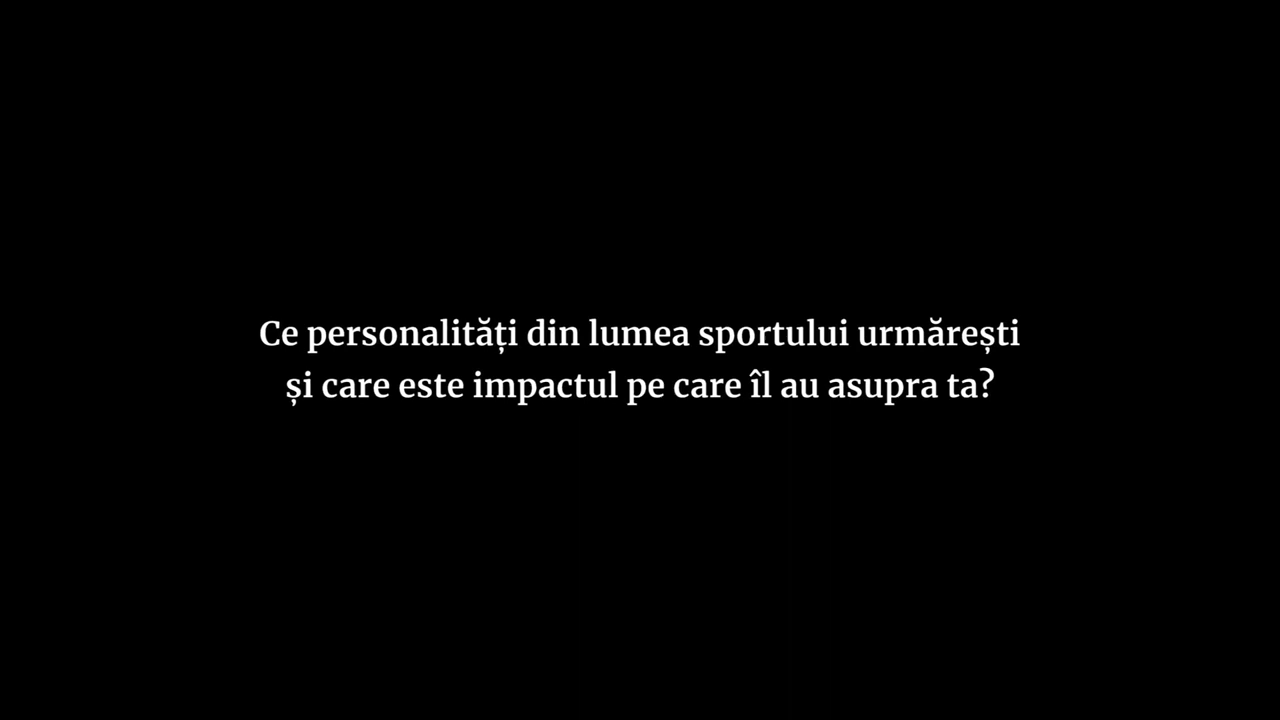 Ce personalități din lumea sportului urmărești
și care este impactul pe care îl au asupra ta?